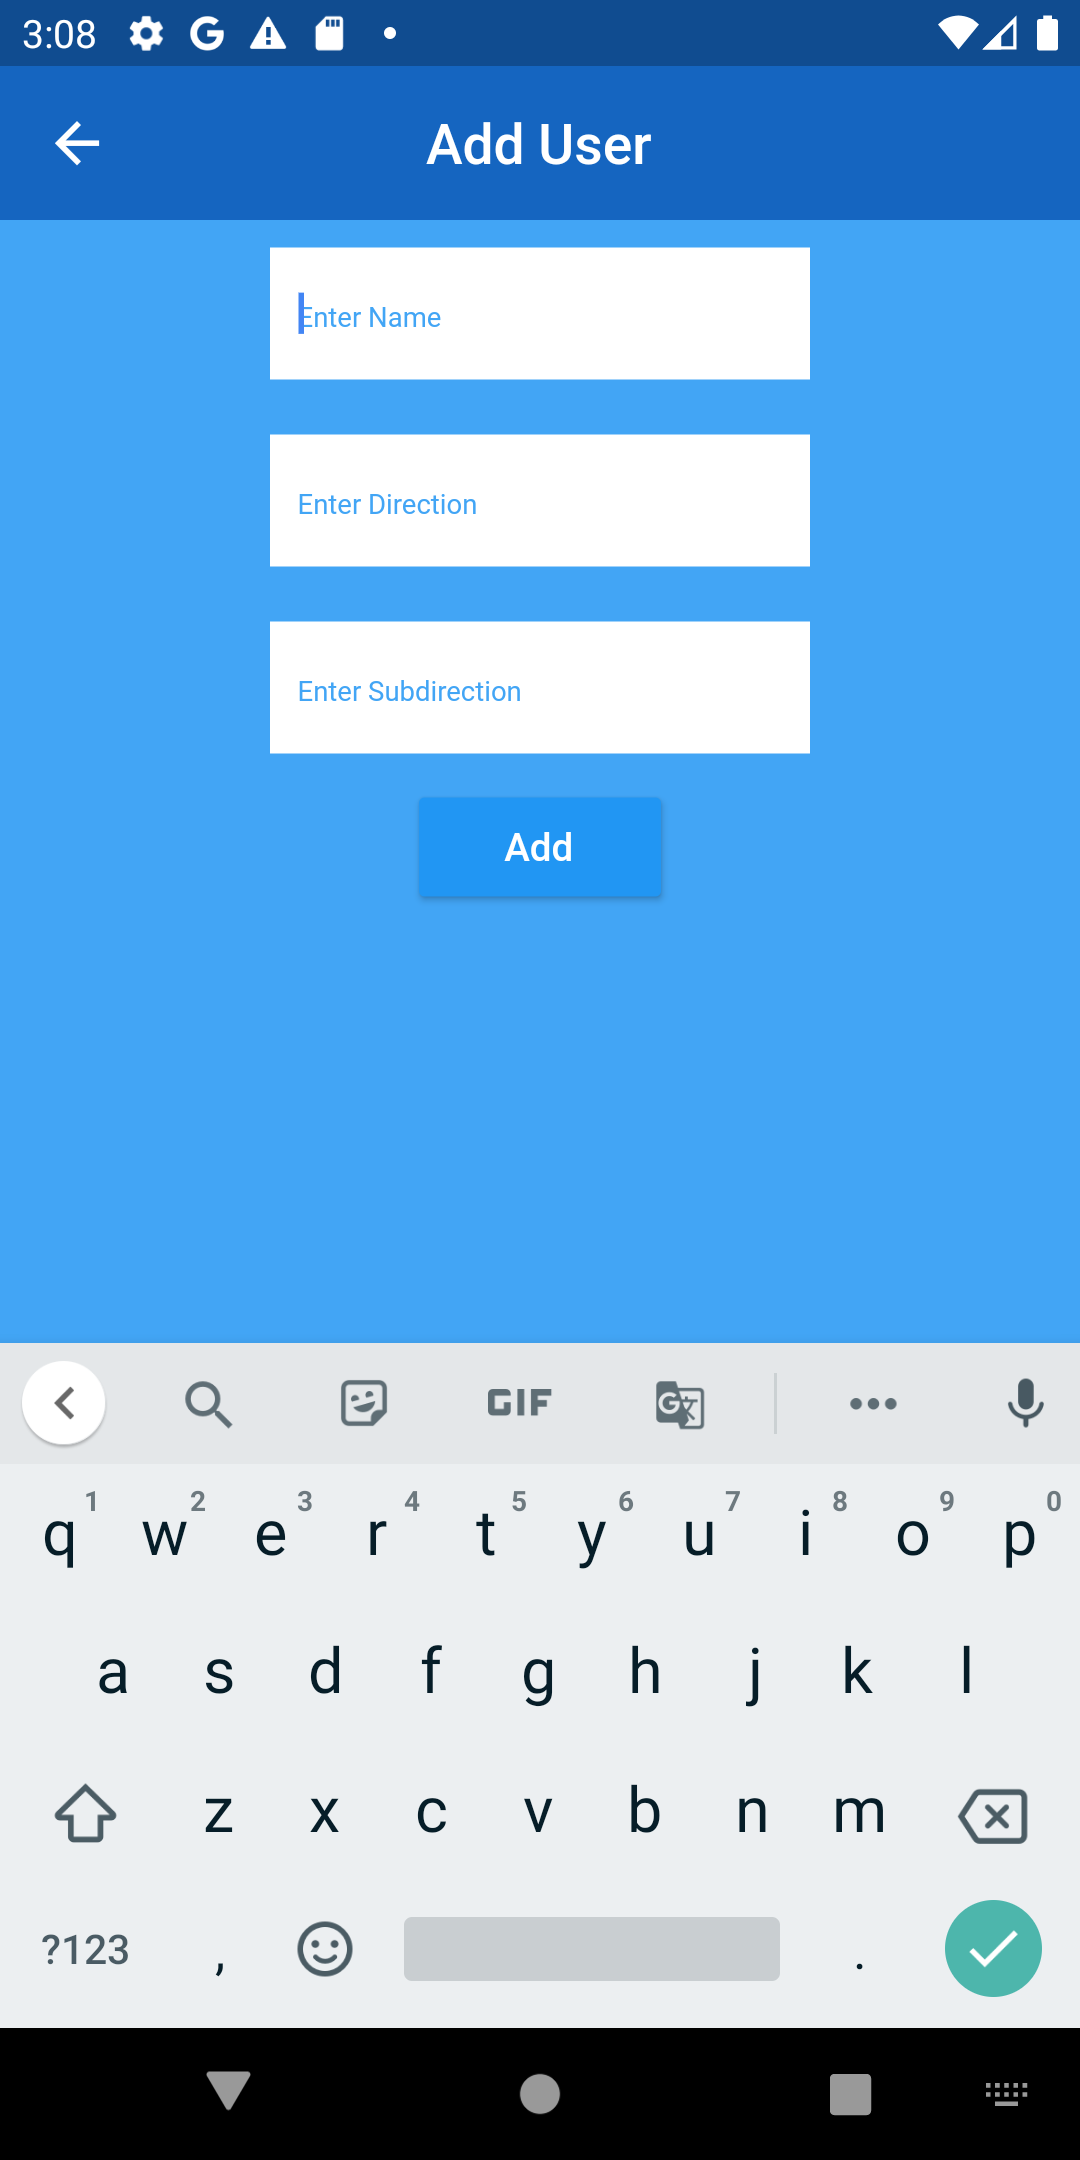 3:08
Add User
Enter Name
Enter Direction
Enter Subdirection
Add
GIF
q 1 w 2 e 3 r 4 t 5 y 6 u 7 i 8 o 9 p 0
a s d f g h j k l
z x c v b n m
?123 , .